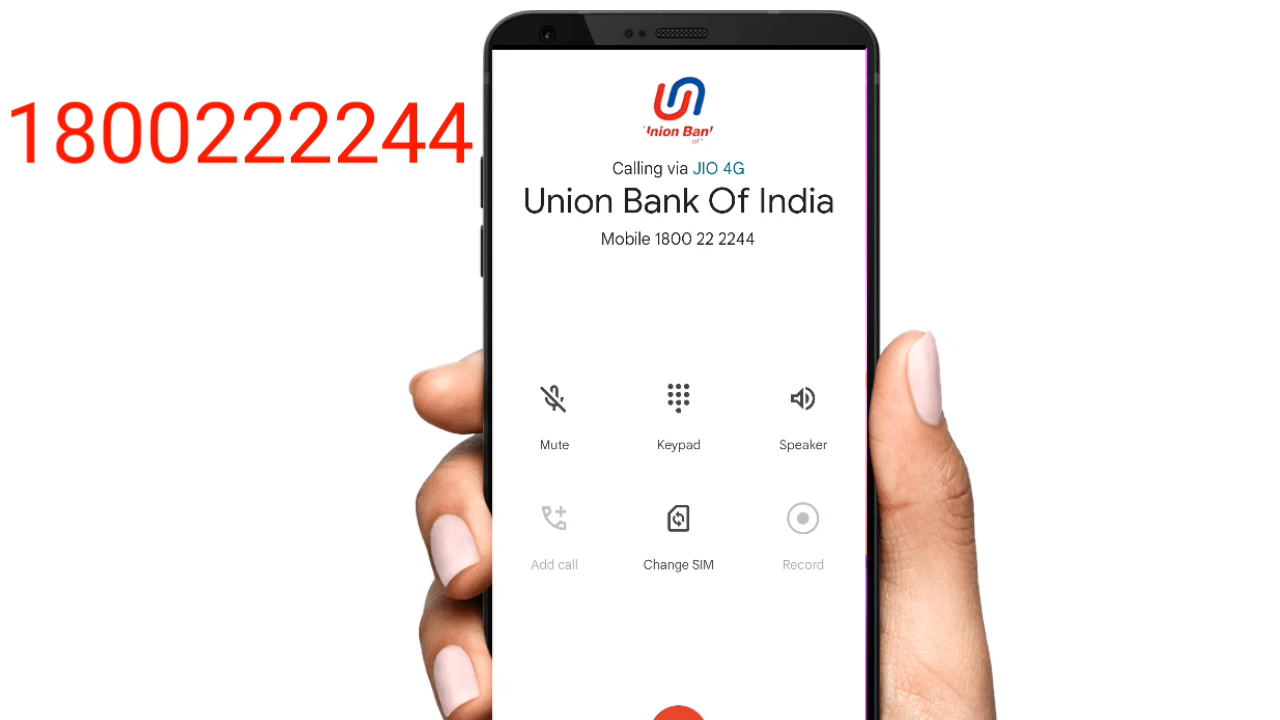 1800222244
Union Bank
Calling via JIO 4G
Union Bank Of India
Mobile 1800 22 2244
Mute
Keypad
Speaker
Add call
Change SIM
Record